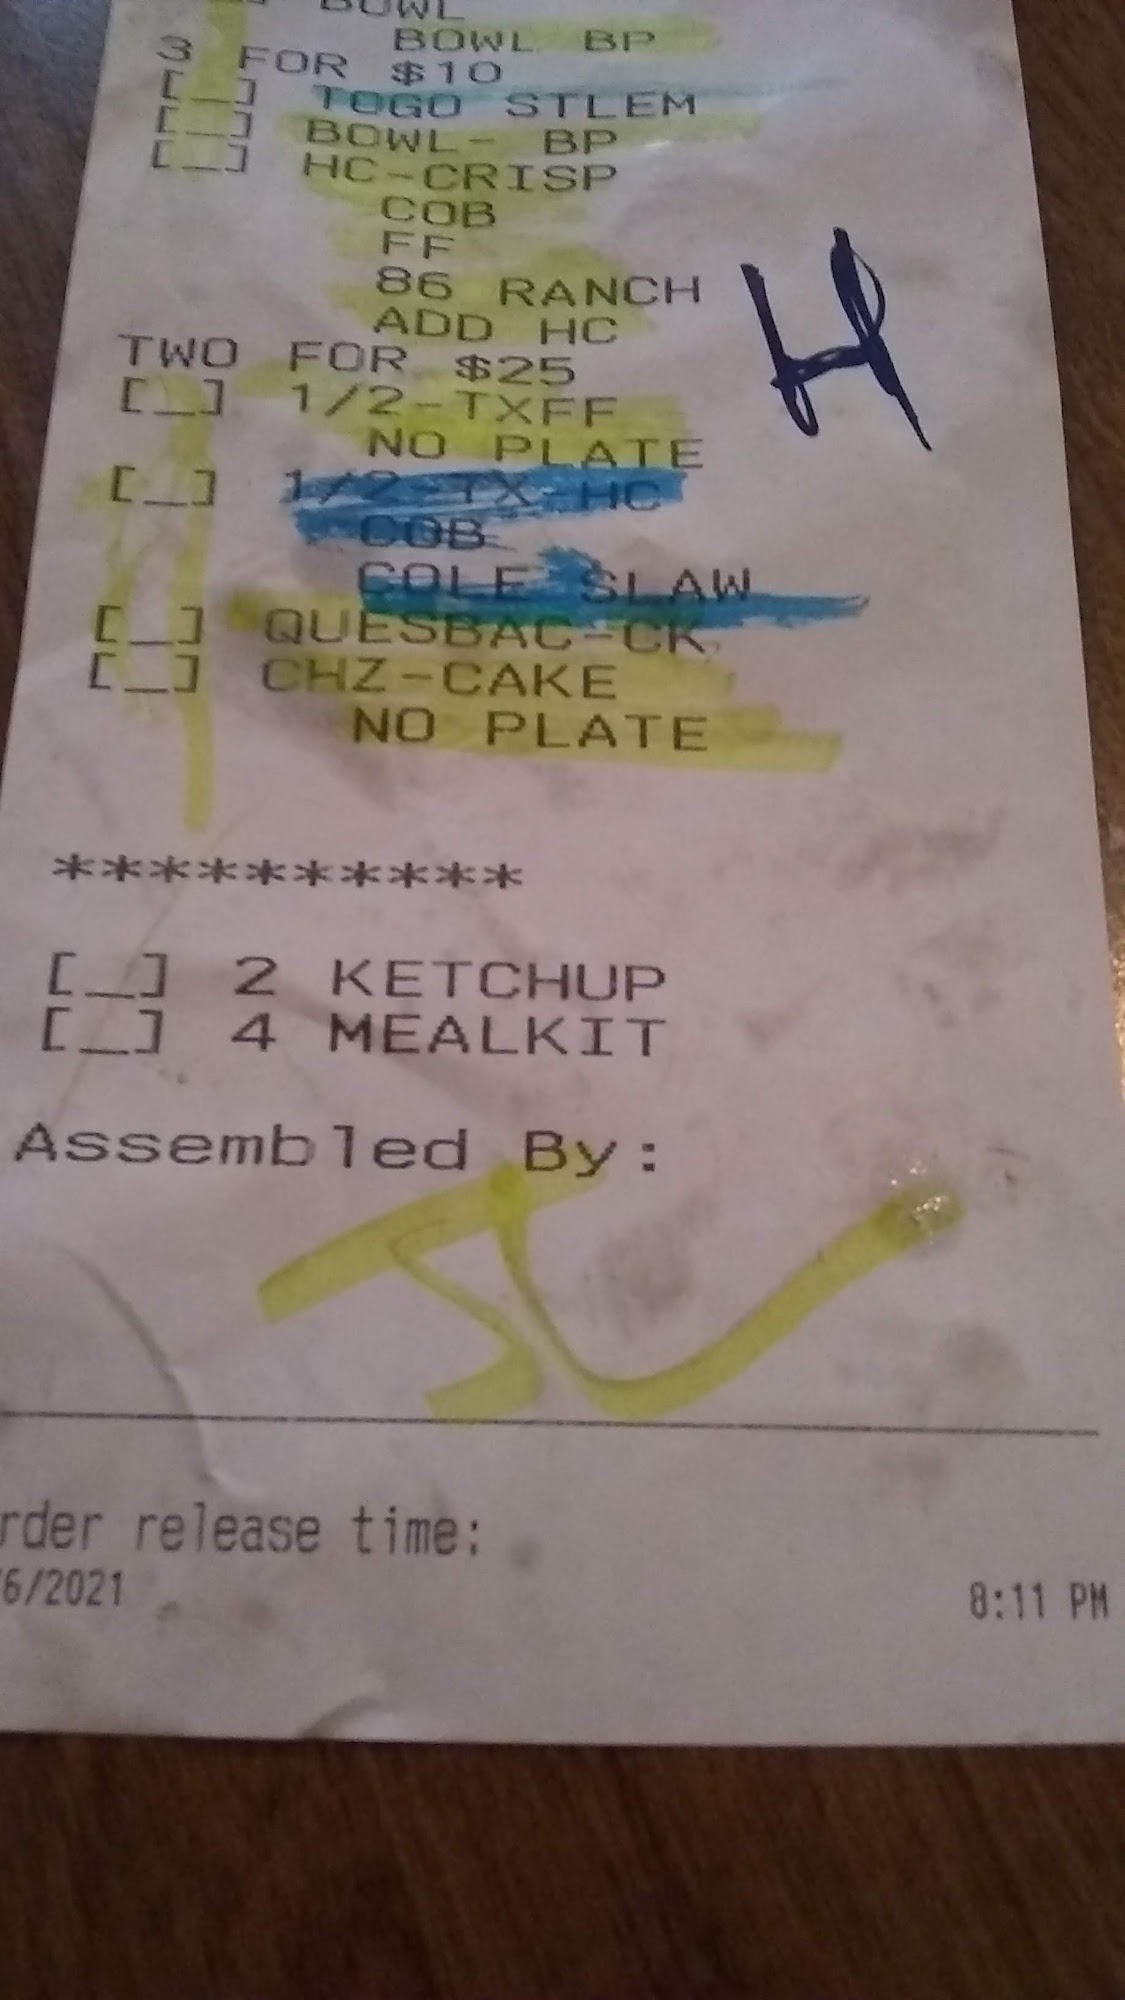 BOWL
BOWL BP
3 FOR $10
[_] TOGO STLEM
[_] BOWL- BP
[_] HC-CRISP
COB
FF
86 RANCH
ADD HC
TWO FOR $25
[_] 1/2-TXFF
NO PLATE
[_] 1/2-TX-HC
COB
COLE SLAW
[_] QUESBAC-CK
[_] CHZ-CAKE
NO PLATE
**********
[_] 2 KETCHUP
[_] 4 MEALKIT
Assembled By:
rder release time:
/6/2021 8:11 PM